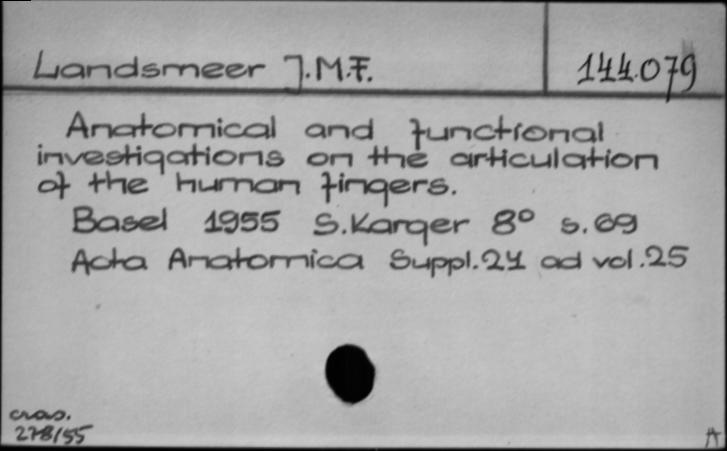 Landsmeer J.M.F.
144.079
Anatomical and functional
investigations on the articulation
of the human fingers.
Basel 1955 S.Karger 8° s.69
Acta Anatomica Suppl.24 ad vol.25
czas.
278/55
A